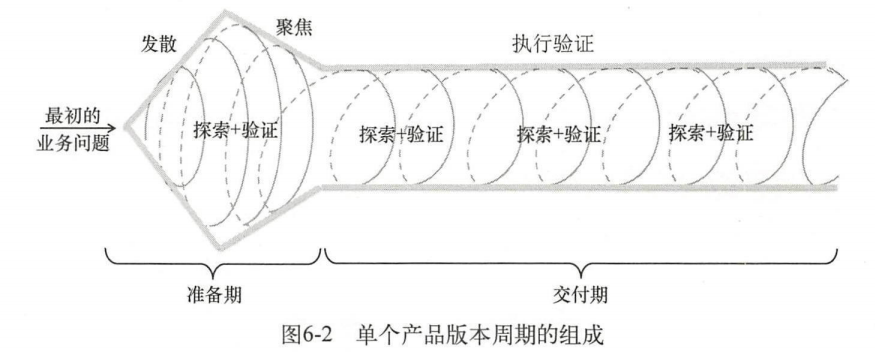 发散
聚焦
执行验证
最初的
业务问题
探索+验证
探索+验证
探索+验证
探索+验证
准备期
交付期
图6-2 单个产品版本周期的组成